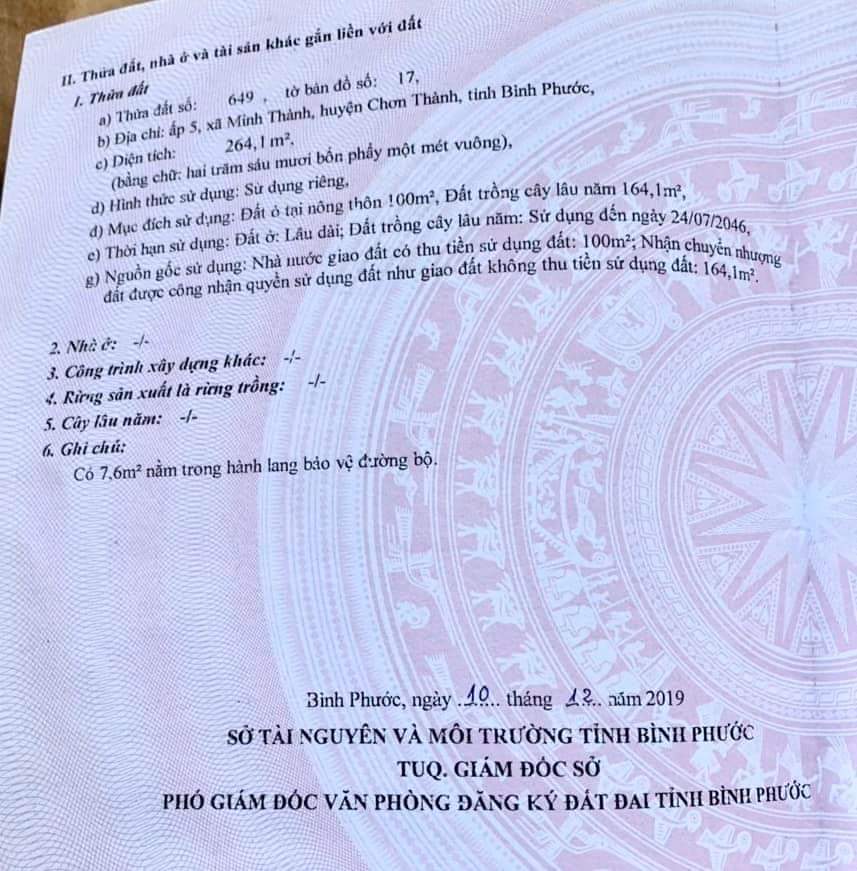 II. Thửa đất, nhà ở và tài sản khác gắn liền với đất
1. Thửa đất
a) Thửa đất số: 649 , tờ bản đồ số: 17,
b) Địa chỉ: ấp 5, xã Minh Thành, huyện Chơn Thành, tỉnh Bình Phước,
c) Diện tích: 264,1 m².
(bằng chữ: hai trăm sáu mươi bốn phẩy một mét vuông),
d) Hình thức sử dụng: Sử dụng riêng,
đ) Mục đích sử dụng: Đất ở tại nông thôn 100m², Đất trồng cây lâu năm 164,1m²,
e) Thời hạn sử dụng: Đất ở: Lâu dài; Đất trồng cây lâu năm: Sử dụng đến ngày 24/07/2046,
g) Nguồn gốc sử dụng: Nhà nước giao đất có thu tiền sử dụng đất: 100m²; Nhận chuyển nhượng
đất được công nhận quyền sử dụng đất như giao đất không thu tiền sử dụng đất: 164,1m².
2. Nhà ở: -/-
3. Công trình xây dựng khác: -/-
4. Rừng sản xuất là rừng trồng: -/-
5. Cây lâu năm: -/-
6. Ghi chú:
Có 7,6m² nằm trong hành lang bảo vệ đường bộ.
Bình Phước, ngày ..10.. tháng .12.. năm 2019
SỞ TÀI NGUYÊN VÀ MÔI TRƯỜNG TỈNH BÌNH PHƯỚC
TUQ. GIÁM ĐỐC SỞ
PHÓ GIÁM ĐỐC VĂN PHÒNG ĐĂNG KÝ ĐẤT ĐAI TỈNH BÌNH PHƯỚC